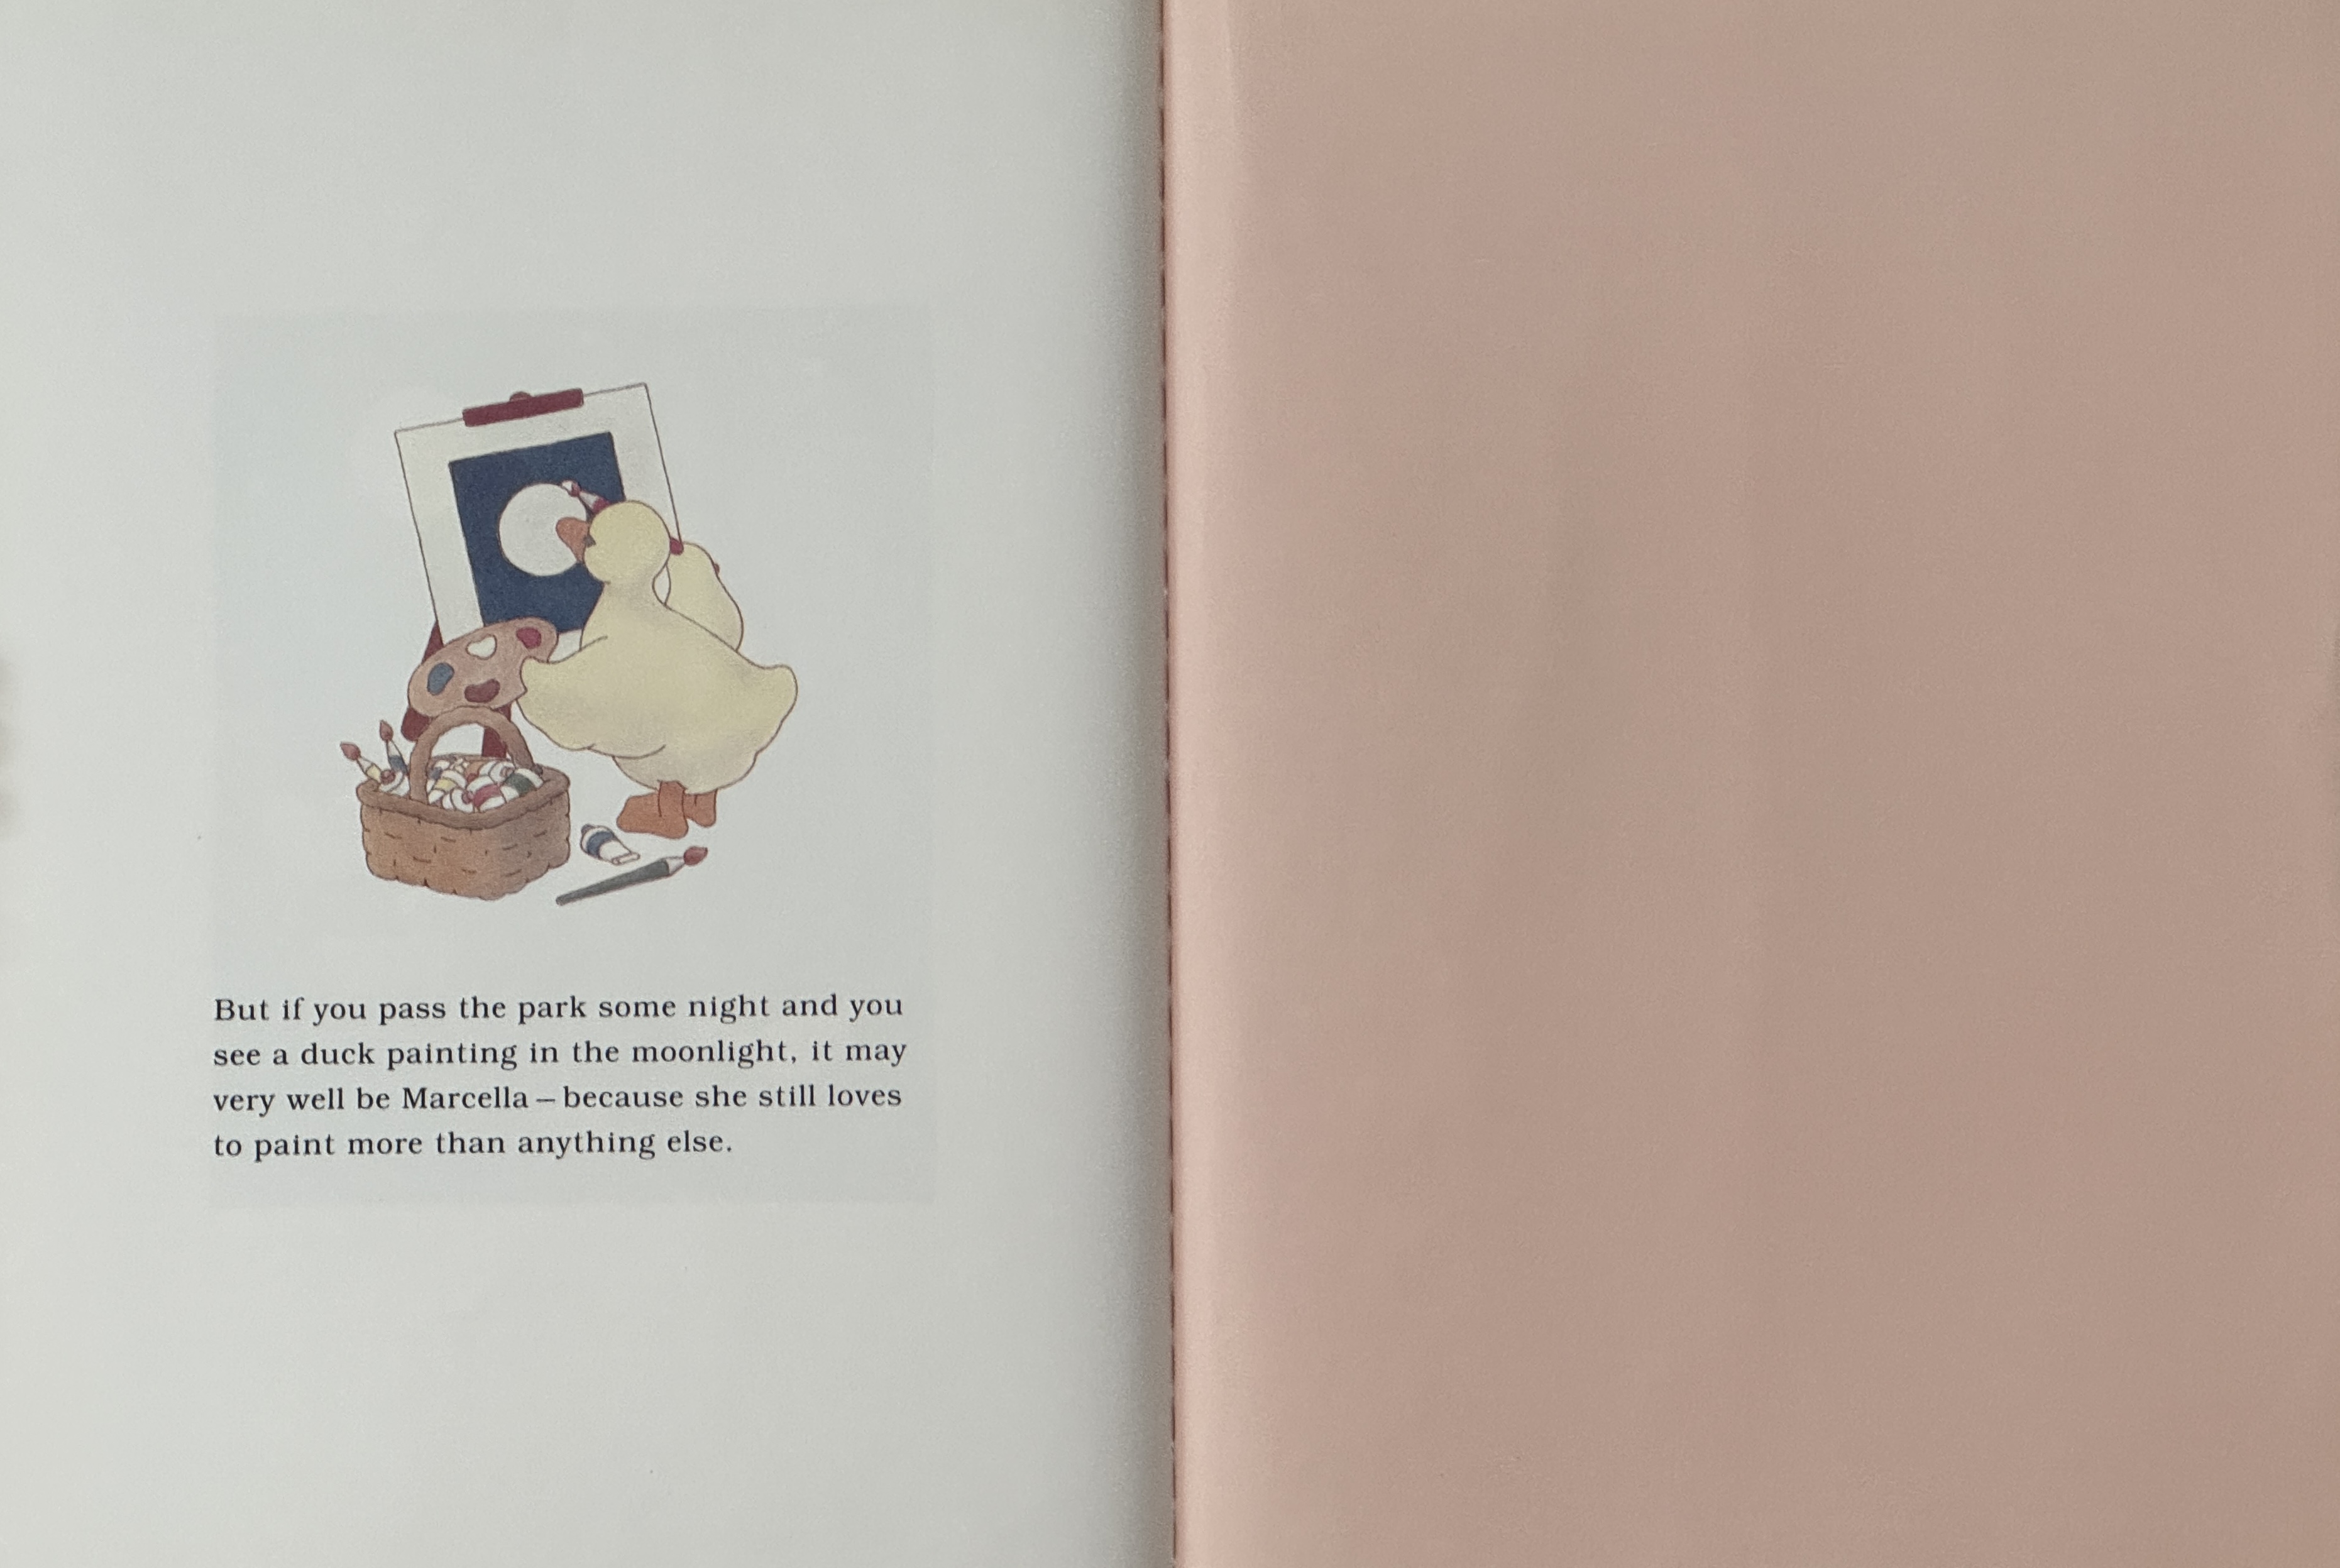 But if you pass the park some night and you
see a duck painting in the moonlight, it may
very well be Marcella – because she still loves
to paint more than anything else.